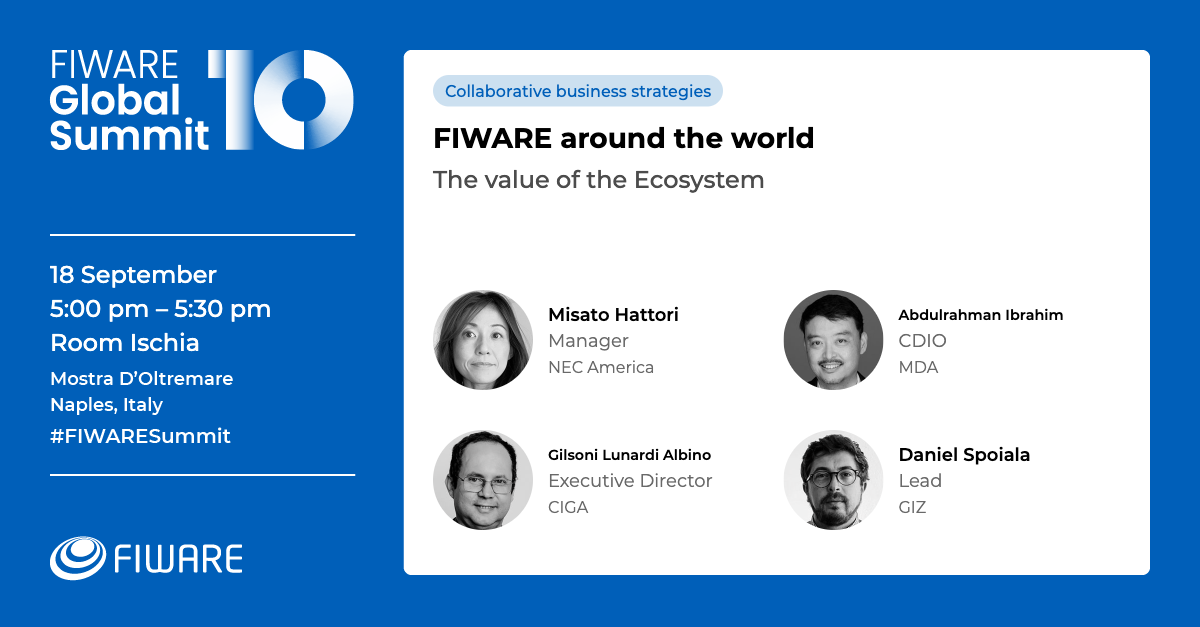 FIWARE
Global
Summit
10
18 September
5:00 pm – 5:30 pm
Room Ischia
Mostra D’Oltremare
Naples, Italy
#FIWARESummit
FIWARE
Collaborative business strategies
FIWARE around the world
The value of the Ecosystem
Misato Hattori
Manager
NEC America
Abdulrahman Ibrahim
CDIO
MDA
Gilsoni Lunardi Albino
Executive Director
CIGA
Daniel Spoiala
Lead
GIZ